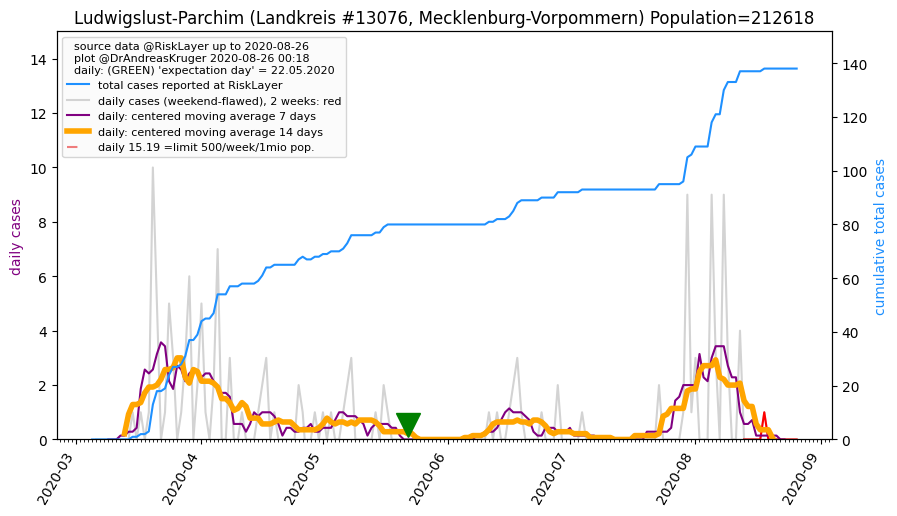 Ludwigslust-Parchim (Landkreis #13076, Mecklenburg-Vorpommern) Population=212618
source data @RiskLayer up to 2020-08-26
plot @DrAndreasKruger 2020-08-26 00:18
daily: (GREEN) 'expectation day' = 22.05.2020
total cases reported at RiskLayer
daily cases (weekend-flawed), 2 weeks: red
daily: centered moving average 7 days
daily: centered moving average 14 days
daily 15.19 =limit 500/week/1mio pop.
daily cases
14
12
10
8
6
4
2
0
cumulative total cases
140
120
100
80
60
40
20
0
2020-03
2020-04
2020-05
2020-06
2020-07
2020-08
2020-09